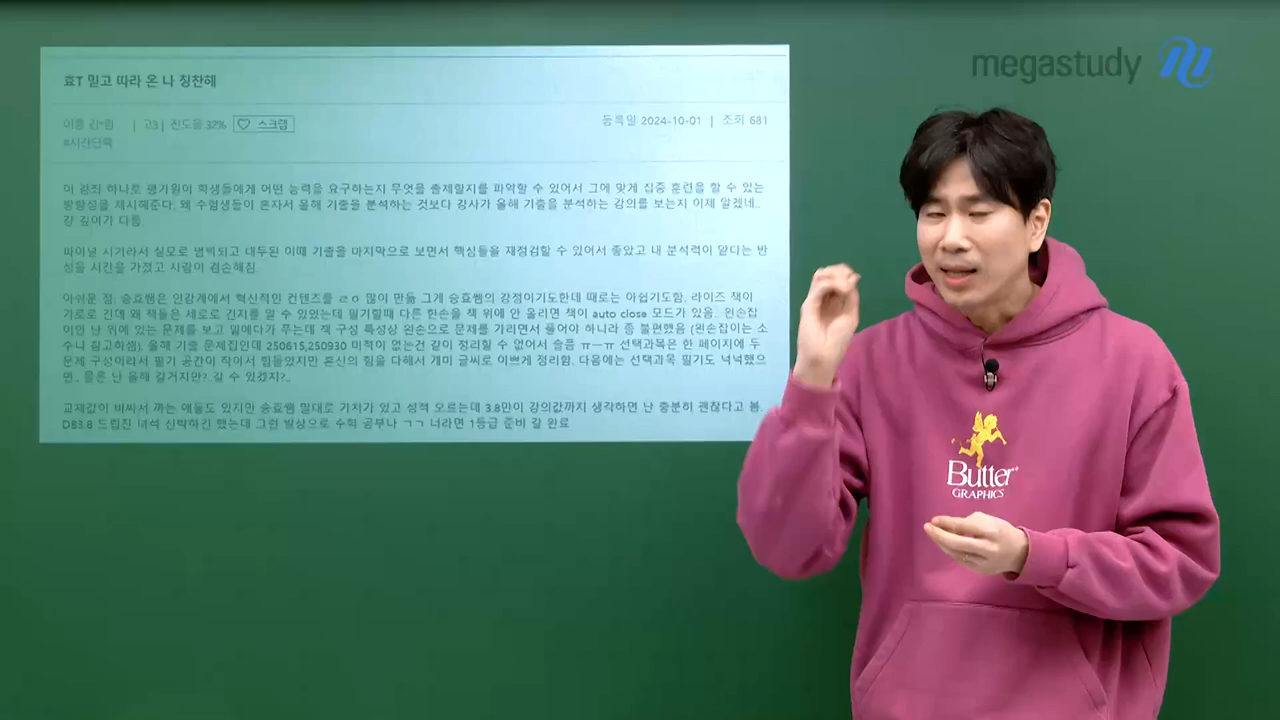 megastudy
효T 믿고 따라 온 나 칭찬해
이름 김*림 | 고3 | 진도율 32% ♡ 스크랩
등록일 2024-10-01 | 조회 681
#시간단축
이 강좌 하나로 평가원이 학생들에게 어떤 능력을 요구하는지 무엇을 출제할지를 파악할 수 있어서 그에 맞게 집중 훈련을 할 수 있는
방향성을 제시해준다. 왜 수험생들이 혼자서 올해 기출을 분석하는 것보다 강사가 올해 기출을 분석하는 강의를 보는지 이제 알겠네..
걍 깊이가 다름
파이널 시기라서 실모로 범벅되고 대두된 이때 기출을 마지막으로 보면서 핵심들을 재정립할 수 있어서 좋았고 내 분석력이 얕다는 반
성을 시간을 가졌고 사람이 겸손해짐
아쉬운 점: 승효쌤은 인강계에서 혁신적인 컨텐츠를 ㄹㅇ 많이 만듦 그게 승효쌤의 강점이기도한데 때로는 아쉽기도함. 라이즈 책이
가로로 긴데 왜 책들은 세로로 긴지를 알 수 있었는데 필기할때 다른 한손을 책 위에 안 올리면 책이 auto close 모드가 있음.. 왼손잡
이인 난 위에 있는 문제를 보고 밑에다가 푸는데 책 구성 특성상 왼손으로 문제를 가리면서 풀어야 하니라 좀 불편했음 (왼손잡이는 소
수니 참고하셈). 올해 기출 문제집인데 250615,250930 미적이 없는건 같이 정리할 수 없어서 슬픔 ㅠㅡㅠ 선택과목은 한 페이지에 두
문제 구성이라서 필기 공간이 작아서 힘들었지만 혼신의 힘을 다해서 개미 글씨로 이쁘게 정리함. 다음에는 선택과목 필기도 넉넉했으
면.. 물론 난 올해 갈거지만? 갈 수 있겠지?..
교재값이 비싸서 까는 애들도 있지만 승효쌤 말대로 가치가 있고 성적 오르는데 3.8만이 강의값까지 생각하면 난 충분히 괜찮다고 봄.
DB3.8 드립친 녀석 신박하긴 했는데 그런 발상으로 수학 공부나 ㄱㄱ 너라면 1등급 준비 갈 완료
Butter
GRAPHICS